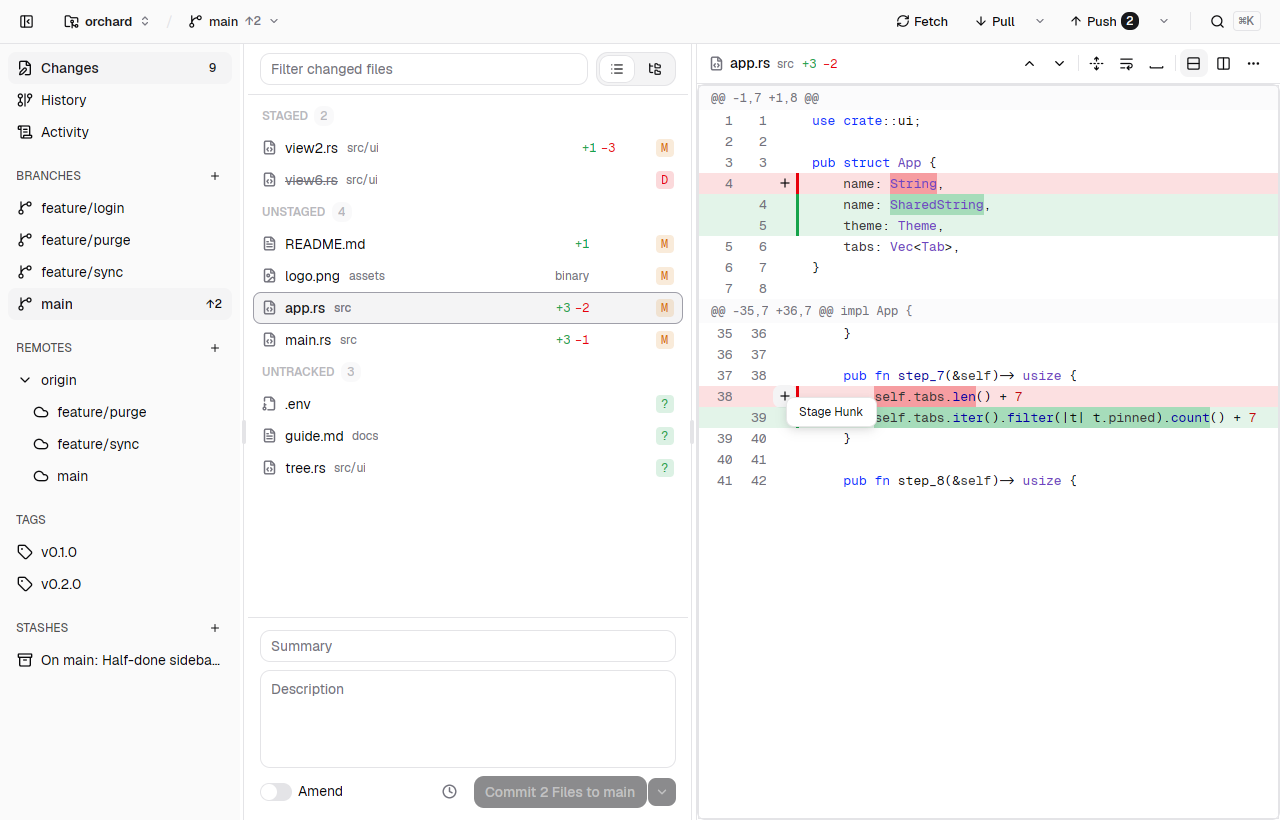 orchard / main ↑2 Fetch Pull Push 2 ⌘K
Changes 9
History
Activity
BRANCHES
feature/login
feature/purge
feature/sync
main ↑2
REMOTES
origin
feature/purge
feature/sync
main
TAGS
v0.1.0
v0.2.0
STASHES
On main: Half-done sideba…
Filter changed files
STAGED 2
view2.rs src/ui +1 −3 M
view6.rs src/ui D
UNSTAGED 4
README.md +1 M
logo.png assets binary M
app.rs src +3 −2 M
main.rs src +3 −1 M
UNTRACKED 3
.env ?
guide.md docs ?
tree.rs src/ui ?
Summary
Description
Amend
Commit 2 Files to main
app.rs src +3 −2
@@ -1,7 +1,8 @@
1 1 use crate::ui;
2 2
3 3 pub struct App {
4 + name: String,
4 name: SharedString,
5 theme: Theme,
5 6 tabs: Vec<Tab>,
6 7 }
7 8
@@ -35,7 +36,7 @@ impl App {
35 36 }
36 37
37 38 pub fn step_7(&self)-> usize {
38 + self.tabs.len() + 7
Stage Hunk
39 self.tabs.iter().filter(|t| t.pinned).count() + 7
39 40 }
40 41
41 42 pub fn step_8(&self)-> usize {